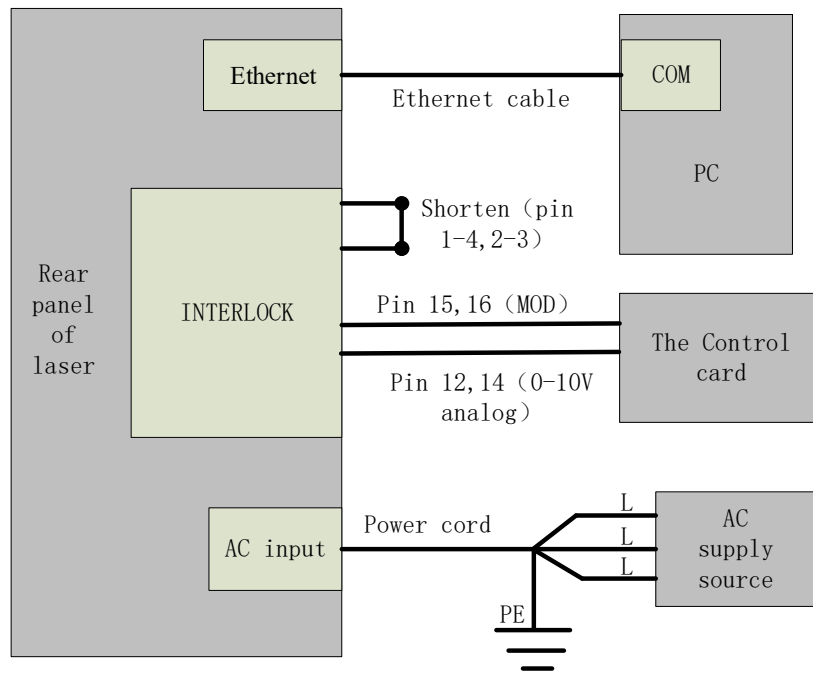 Ethernet
COM
Ethernet cable
PC
Shorten（pin
1-4,2-3）
Rear
panel
of
laser
INTERLOCK
Pin 15,16（MOD）
The Control
card
Pin 12,14（0-10V
analog）
AC input
Power cord
L
L
L
AC
supply
source
PE